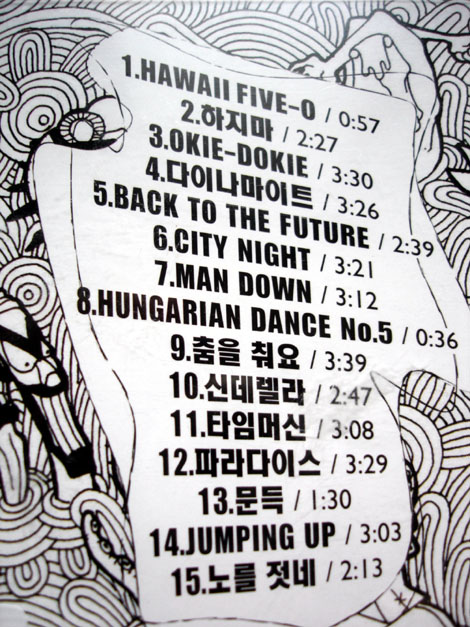 1.HAWAII FIVE-O / 0:57
2.하지마 / 2:27
3.OKIE-DOKIE / 3:30
4.다이나마이트 / 3:26
5.BACK TO THE FUTURE / 2:39
6.CITY NIGHT / 3:21
7.MAN DOWN / 3:12
8.HUNGARIAN DANCE No.5 / 0:36
9.춤을 춰요 / 3:39
10.신데렐라 / 2:47
11.타임머신 / 3:08
12.파라다이스 / 3:29
13.문득 / 1:30
14.JUMPING UP / 3:03
15.노를 젓네 / 2:13